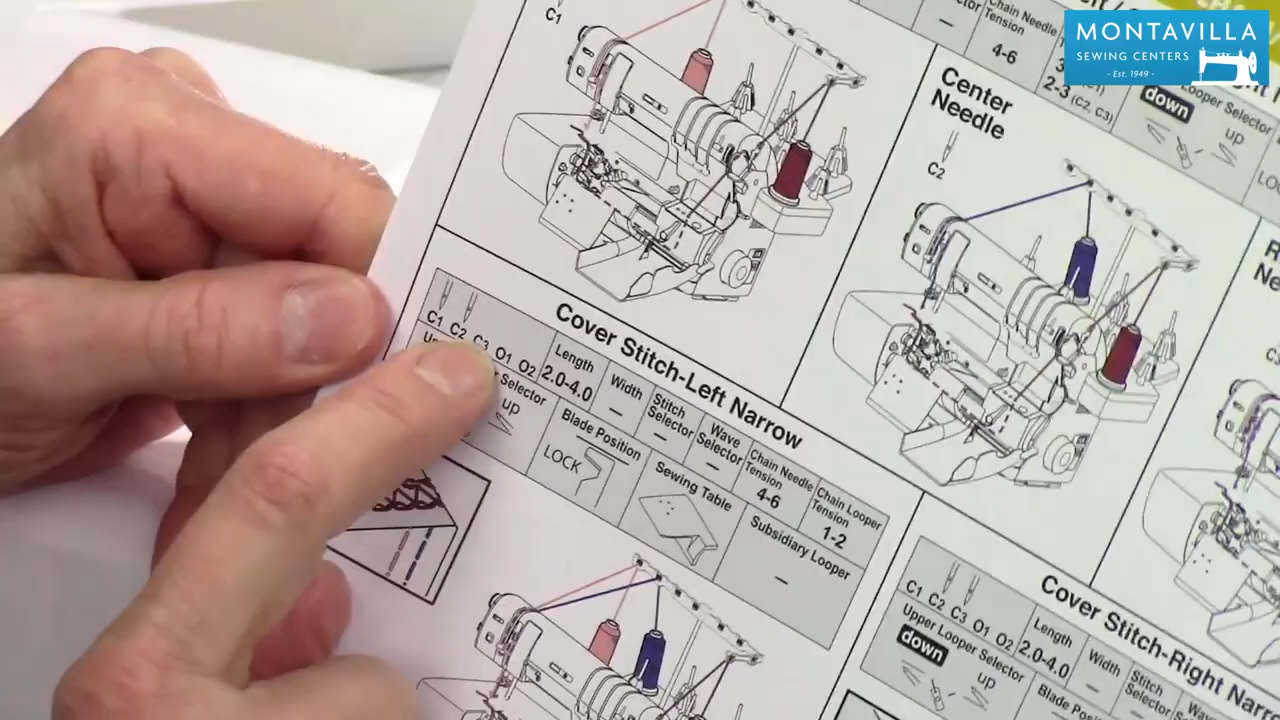 MONTAVILLA
SEWING CENTERS
- Est. 1949 -
C1
Chain Needle
Tension
4-6
2-3 (C2, C3)
down
Looper Selector
up
Center
Needle
C2
Cover Stitch-Left Narrow
C1 C2 C3 O1 O2
Length
2.0-4.0
Width
–
Stitch
Selector
–
Wave
Selector
–
Chain Needle
Tension
4-6
Chain Looper
Tension
1-2
Selector
up
Blade Position
LOCK
Sewing Table
Subsidiary Looper
–
Cover Stitch-Right
C1 C2 C3 O1 O2
Length
2.0-4.0
Width
–
Stitch
Selector
Upper Looper Selector
down
up